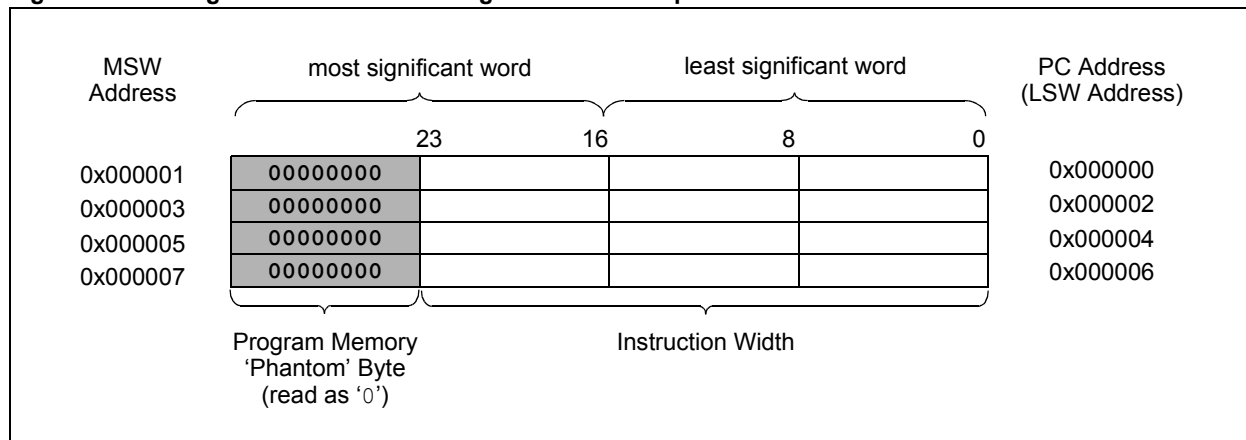 MSW Address
most significant word
least significant word
PC Address
(LSW Address)
23 16 8 0
0x000001 00000000 0x000000
0x000003 00000000 0x000002
0x000005 00000000 0x000004
0x000007 00000000 0x000006
Program Memory
‘Phantom’ Byte
(read as ‘0’)
Instruction Width